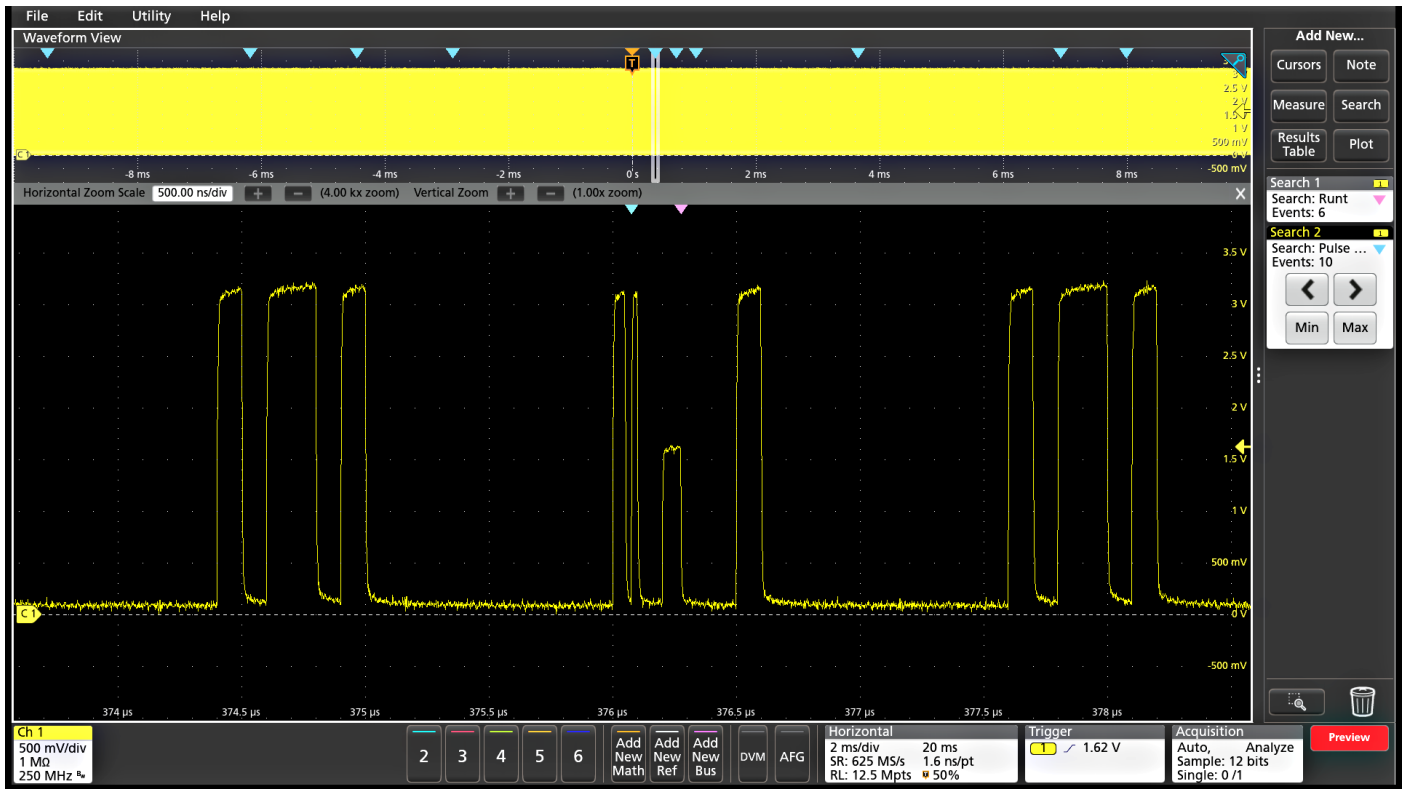 File Edit Utility Help
Waveform View
Add New...
Cursors Note
Measure Search
Results Table Plot
T
2.5 V
2 V
1.5 V
1 V
500 mV
0 V
-500 mV
C 1
-8 ms -6 ms -4 ms -2 ms 0 s 2 ms 4 ms 6 ms 8 ms
Horizontal Zoom Scale 500.00 ns/div + − (4.00 kx zoom) Vertical Zoom + − (1.00x zoom) X
Search 1 1
Search: Runt
Events: 6
Search 2 1
Search: Pulse ...
Events: 10
Min Max
3.5 V
3 V
2.5 V
2 V
1.5 V
1 V
500 mV
C 1 0 V
-500 mV
374 µs 374.5 µs 375 µs 375.5 µs 376 µs 376.5 µs 377 µs 377.5 µs 378 µs
Ch 1
500 mV/div
1 MΩ
250 MHz Bw
2 3 4 5 6
Add New Math
Add New Ref
Add New Bus
DVM AFG
Horizontal
2 ms/div 20 ms
SR: 625 MS/s 1.6 ns/pt
RL: 12.5 Mpts 50%
Trigger
1 1.62 V
Acquisition
Auto, Analyze
Sample: 12 bits
Single: 0 /1
Preview